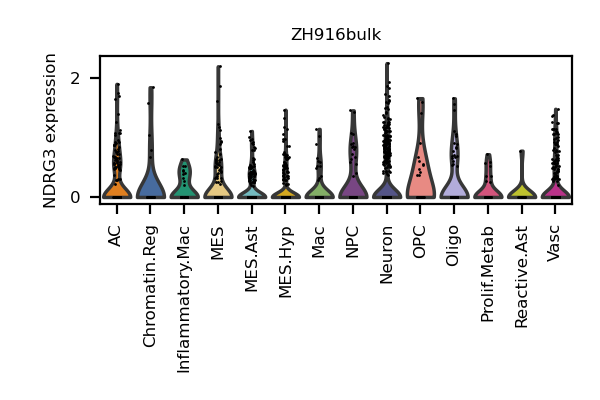 ZH916bulk
NDRG3 expression
2
0
AC
Chromatin.Reg
Inflammatory.Mac
MES
MES.Ast
MES.Hyp
Mac
NPC
Neuron
OPC
Oligo
Prolif.Metab
Reactive.Ast
Vasc